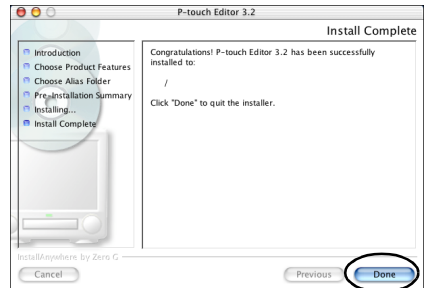 P-touch Editor 3.2
Install Complete
Introduction
Choose Product Features
Choose Alias Folder
Pre-Installation Summary
Installing...
Install Complete
Congratulations! P-touch Editor 3.2 has been successfully
installed to:
/
Click "Done" to quit the installer.
InstallAnywhere by Zero G
Cancel
Previous
Done